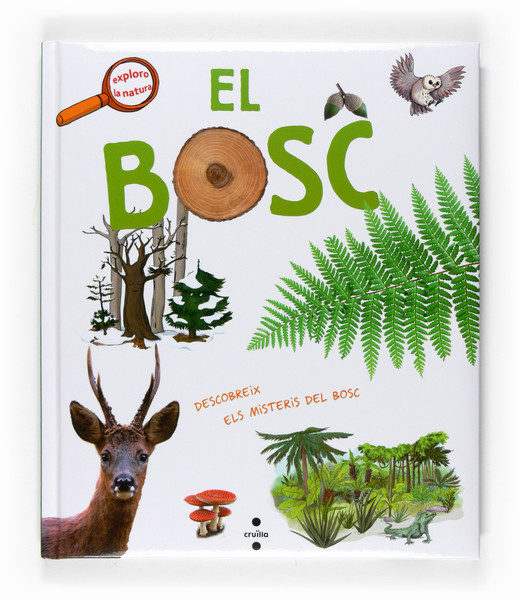 exploro
la natura
EL
BOSC
DESCOBREIX
ELS MISTERIS DEL BOSC
cruïlla